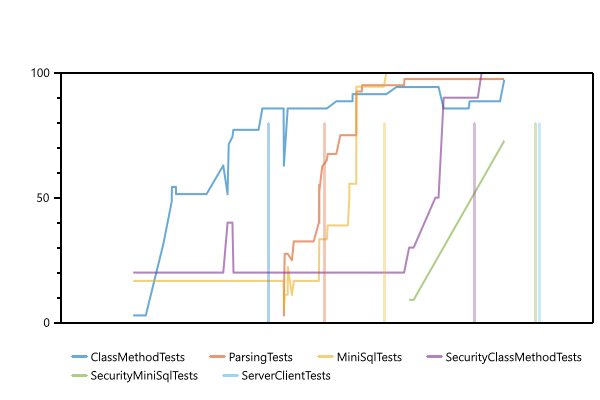 100
50
0
ClassMethodTests ParsingTests MiniSqlTests SecurityClassMethodTests
SecurityMiniSqlTests ServerClientTests